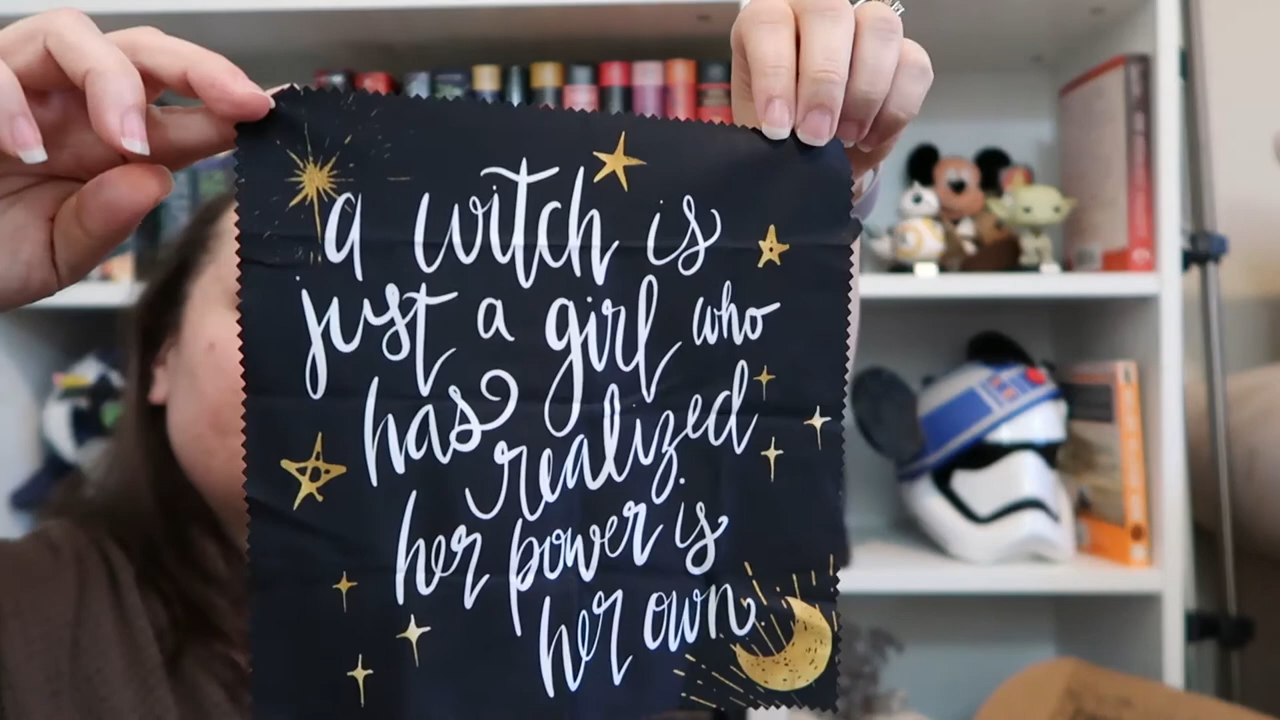 a witch is
just a girl who
has realized
her power is
her own